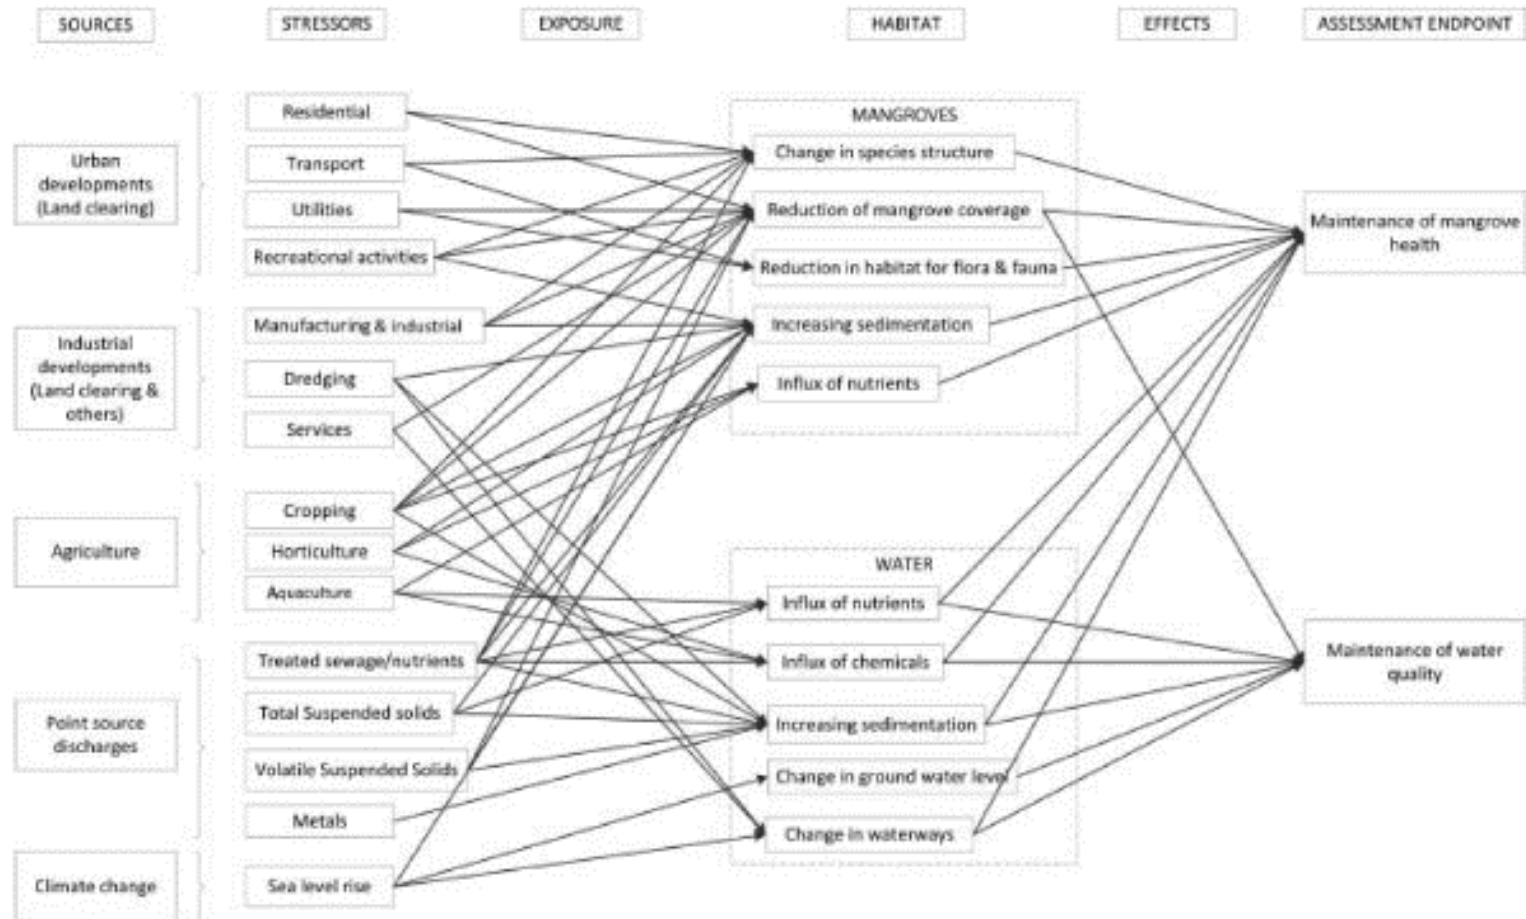 SOURCES
STRESSORS
EXPOSURE
HABITAT
EFFECTS
ASSESSMENT ENDPOINT
Urban
developments
(Land clearing)
Industrial
developments
(Land clearing &
others)
Agriculture
Point source
discharges
Climate change
Residential
Transport
Utilities
Recreational activities
Manufacturing & industrial
Dredging
Services
Cropping
Horticulture
Aquaculture
Treated sewage/nutrients
Total Suspended solids
Volatile Suspended Solids
Metals
Sea level rise
MANGROVES
Change in species structure
Reduction of mangrove coverage
Reduction in habitat for flora & fauna
Increasing sedimentation
Influx of nutrients
WATER
Influx of nutrients
Influx of chemicals
Increasing sedimentation
Change in ground water level
Change in waterways
Maintenance of mangrove
health
Maintenance of water
quality